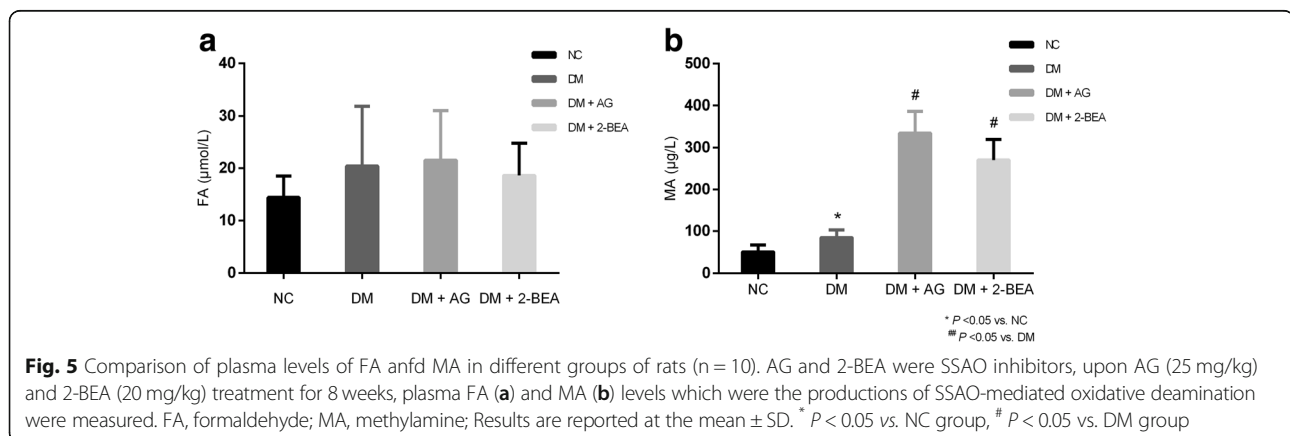 a
NC
DM
DM + AG
DM + 2-BEA
FA (µmol/L)
40
30
20
10
0
NC DM DM + AG DM + 2-BEA
b
NC
DM
DM + AG
DM + 2-BEA
MA (µg/L)
500
400
300
200
100
0
*
#
#
NC DM DM + AG DM + 2-BEA
* P <0.05 vs. NC
## P <0.05 vs. DM
Fig. 5 Comparison of plasma levels of FA anfd MA in different groups of rats (n = 10). AG and 2-BEA were SSAO inhibitors, upon AG (25 mg/kg)
and 2-BEA (20 mg/kg) treatment for 8 weeks, plasma FA (a) and MA (b) levels which were the productions of SSAO-mediated oxidative deamination
were measured. FA, formaldehyde; MA, methylamine; Results are reported at the mean ± SD. * P < 0.05 vs. NC group, # P < 0.05 vs. DM group